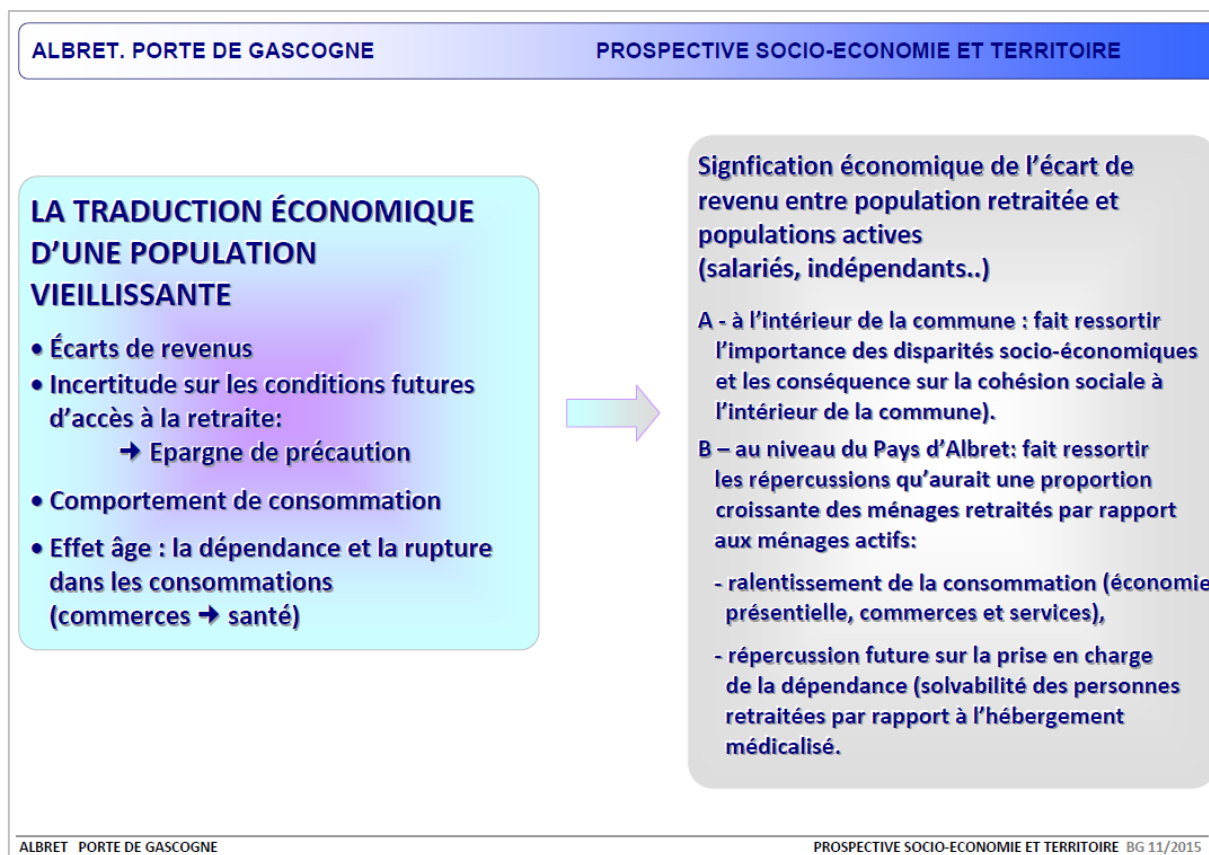 ALBRET. PORTE DE GASCOGNE
PROSPECTIVE SOCIO-ECONOMIE ET TERRITOIRE
LA TRADUCTION ÉCONOMIQUE
D’UNE POPULATION
VIEILLISSANTE
• Écarts de revenus
• Incertitude sur les conditions futures
d’accès à la retraite:
➔ Epargne de précaution
• Comportement de consommation
• Effet âge : la dépendance et la rupture
dans les consommations
(commerces ➔ santé)
Signfication économique de l’écart de
revenu entre population retraitée et
populations actives
(salariés, indépendants..)
A - à l’intérieur de la commune : fait ressortir
l’importance des disparités socio-économiques
et les conséquence sur la cohésion sociale à
l’intérieur de la commune).
B – au niveau du Pays d’Albret: fait ressortir
les répercussions qu’aurait une proportion
croissante des ménages retraités par rapport
aux ménages actifs:
- ralentissement de la consommation (économie
présentielle, commerces et services),
- répercussion future sur la prise en charge
de la dépendance (solvabilité des personnes
retraitées par rapport à l’hébergement
médicalisé.
ALBRET PORTE DE GASCOGNE
PROSPECTIVE SOCIO-ECONOMIE ET TERRITOIRE BG 11/2015